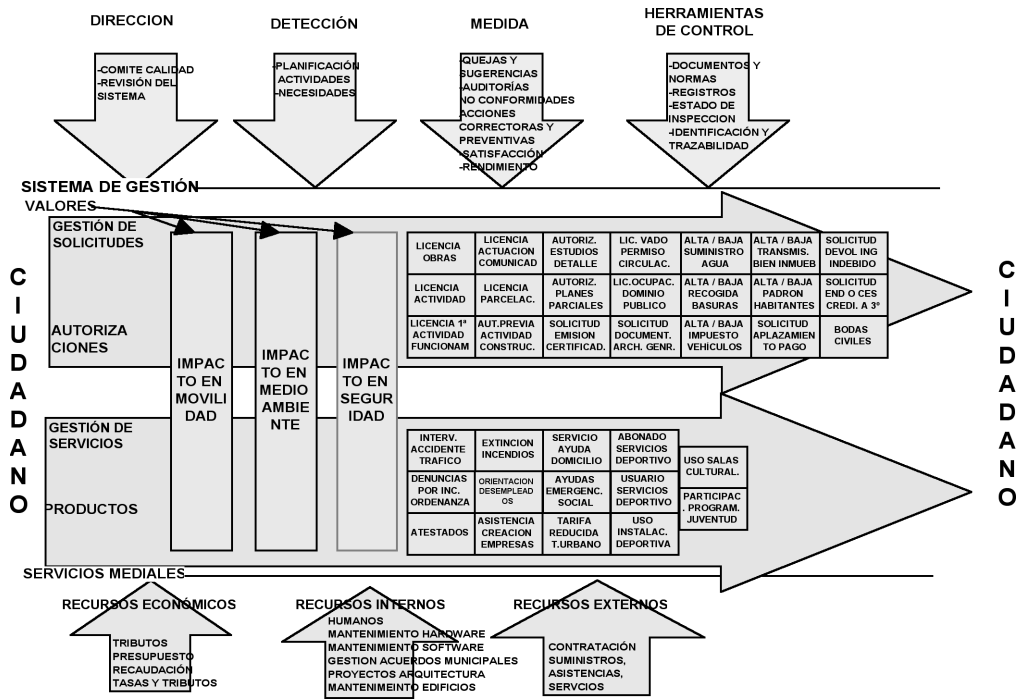 DIRECCION
DETECCIÓN
MEDIDA
HERRAMIENTAS
DE CONTROL
-COMITE CALIDAD
-REVISIÓN DEL
SISTEMA
-PLANIFICACIÓN
ACTIVIDADES
-NECESIDADES
-QUEJAS Y
SUGERENCIAS
-AUDITORÍAS
NO CONFORMIDADES
ACCIONES
CORRECTORAS Y
PREVENTIVAS
-SATISFACCIÓN
-RENDIMIENTO
-DOCUMENTOS Y
NORMAS
-REGISTROS
-ESTADO DE
INSPECCION
-IDENTIFICACIÓN Y
TRAZABILIDAD
SISTEMA DE GESTIÓN
VALORES
CIUDADANO
GESTIÓN DE
SOLICITUDES
AUTORIZA
CIONES
IMPAC
TO EN
MOVILI
DAD
IMPAC
TO EN
MEDIO
AMBIE
NTE
IMPAC
TO EN
SEGUR
IDAD
LICENCIA
OBRAS
LICENCIA
ACTUACION
COMUNICAD
AUTORIZ.
ESTUDIOS
DETALLE
LIC. VADO
PERMISO
CIRCULAC.
ALTA / BAJA
SUMINISTRO
AGUA
ALTA / BAJA
TRANSMIS.
BIEN INMUEB
SOLICITUD
DEVOL ING
INDEBIDO
LICENCIA
ACTIVIDAD
LICENCIA
PARCELAC.
AUTORIZ.
PLANES
PARCIALES
LIC.OCUPAC.
DOMINIO
PUBLICO
ALTA / BAJA
RECOGIDA
BASURAS
ALTA / BAJA
PADRON
HABITANTES
SOLICITUD
END O CES
CREDI. A 3º
LICENCIA 1ª
ACTIVIDAD
FUNCIONAM
AUT.PREVIA
ACTIVIDAD
CONSTRUC.
SOLICITUD
EMISION
CERTIFICAD.
SOLICITUD
DOCUMENT.
ARCH. GENR.
ALTA / BAJA
IMPUESTO
VEHÍCULOS
SOLICITUD
APLAZAMIEN
TO PAGO
BODAS
CIVILES
CIUDADANO
GESTIÓN DE
SERVICIOS
PRODUCTOS
INTERV.
ACCIDENTE
TRAFICO
EXTINCION
INCENDIOS
SERVICIO
AYUDA
DOMICILIO
ABONADO
SERVICIOS
DEPORTIVO
USO SALAS
CULTURAL.
DENUNCIAS
POR INC.
ORDENANZA
ORIENTACION
DESEMPLEAD
OS
AYUDAS
EMERGENC.
SOCIAL
USUARIO
SERVICIOS
DEPORTIVO
PARTICIPAC
. PROGRAM.
JUVENTUD
ATESTADOS
ASISTENCIA
CREACION
EMPRESAS
TARIFA
REDUCIDA
T.URBANO
USO
INSTALAC.
DEPORTIVA
SERVICIOS MEDIALES
RECURSOS ECONÓMICOS
TRIBUTOS
PRESUPUESTO
RECAUDACIÓN
TASAS Y TRIBUTOS
RECURSOS INTERNOS
HUMANOS
MANTENIMIENTO HARDWARE
MANTENIMIENTO SOFTWARE
GESTION ACUERDOS MUNICIPALES
PROYECTOS ARQUITECTURA
MANTENIMEINTO EDIFICIOS
RECURSOS EXTERNOS
CONTRATACIÓN
SUMINISTROS,
ASISTENCIAS,
SERVCIOS